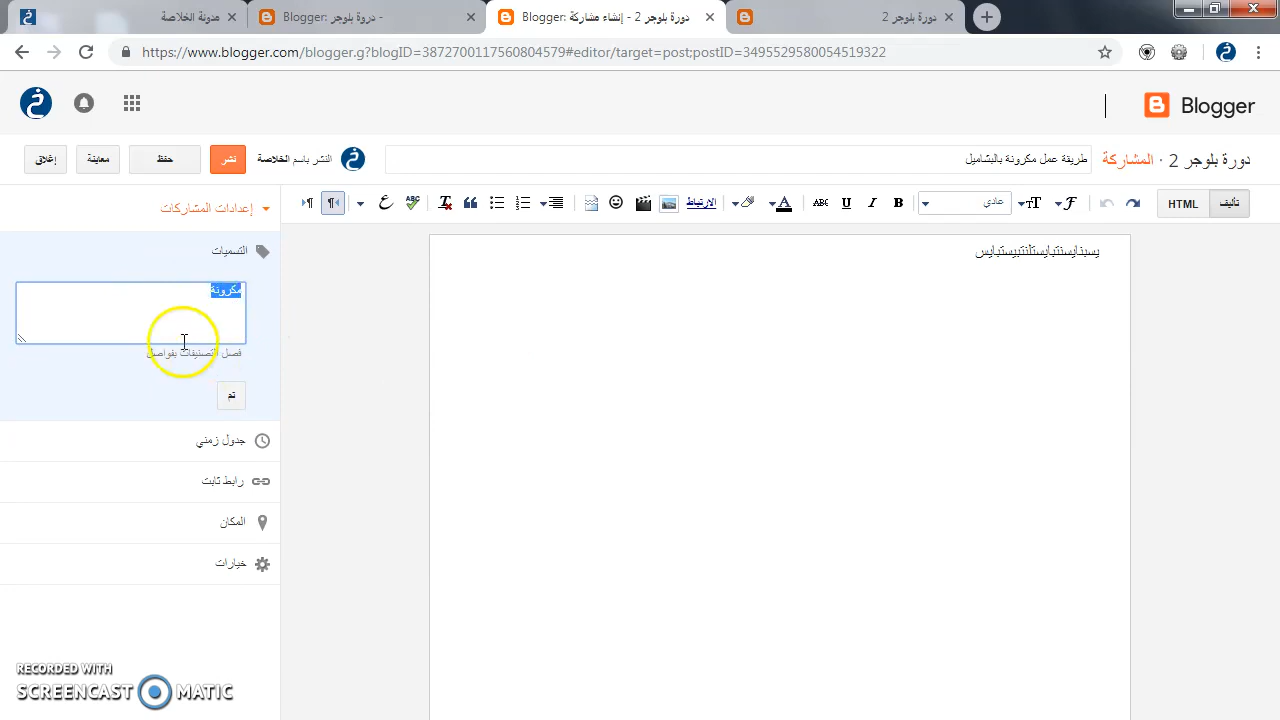 مدونة الخلاصة
Blogger: دروة بلوجر -
Blogger: دورة بلوجر 2 - إنشاء مشاركة
دورة بلوجر 2
https://www.blogger.com/blogger.g?blogID=3872700117560804579#editor/target=post;postID=3495529580054519322
Blogger
دورة بلوجر 2 · المشاركة
طريقة عمل مكرونة بالبشاميل
النشر باسم الخلاصة
نشر
حفظ
معاينة
إغلاق
تأليف
HTML
عادي
B
I
U
ABC
A
الارتباط
ABC
ع
إعدادات المشاركات
التسميات
مكرونة
فصل التصنيفات بفواصل
تم
جدول زمني
رابط ثابت
المكان
خيارات
RECORDED WITH
SCREENCAST MATIC